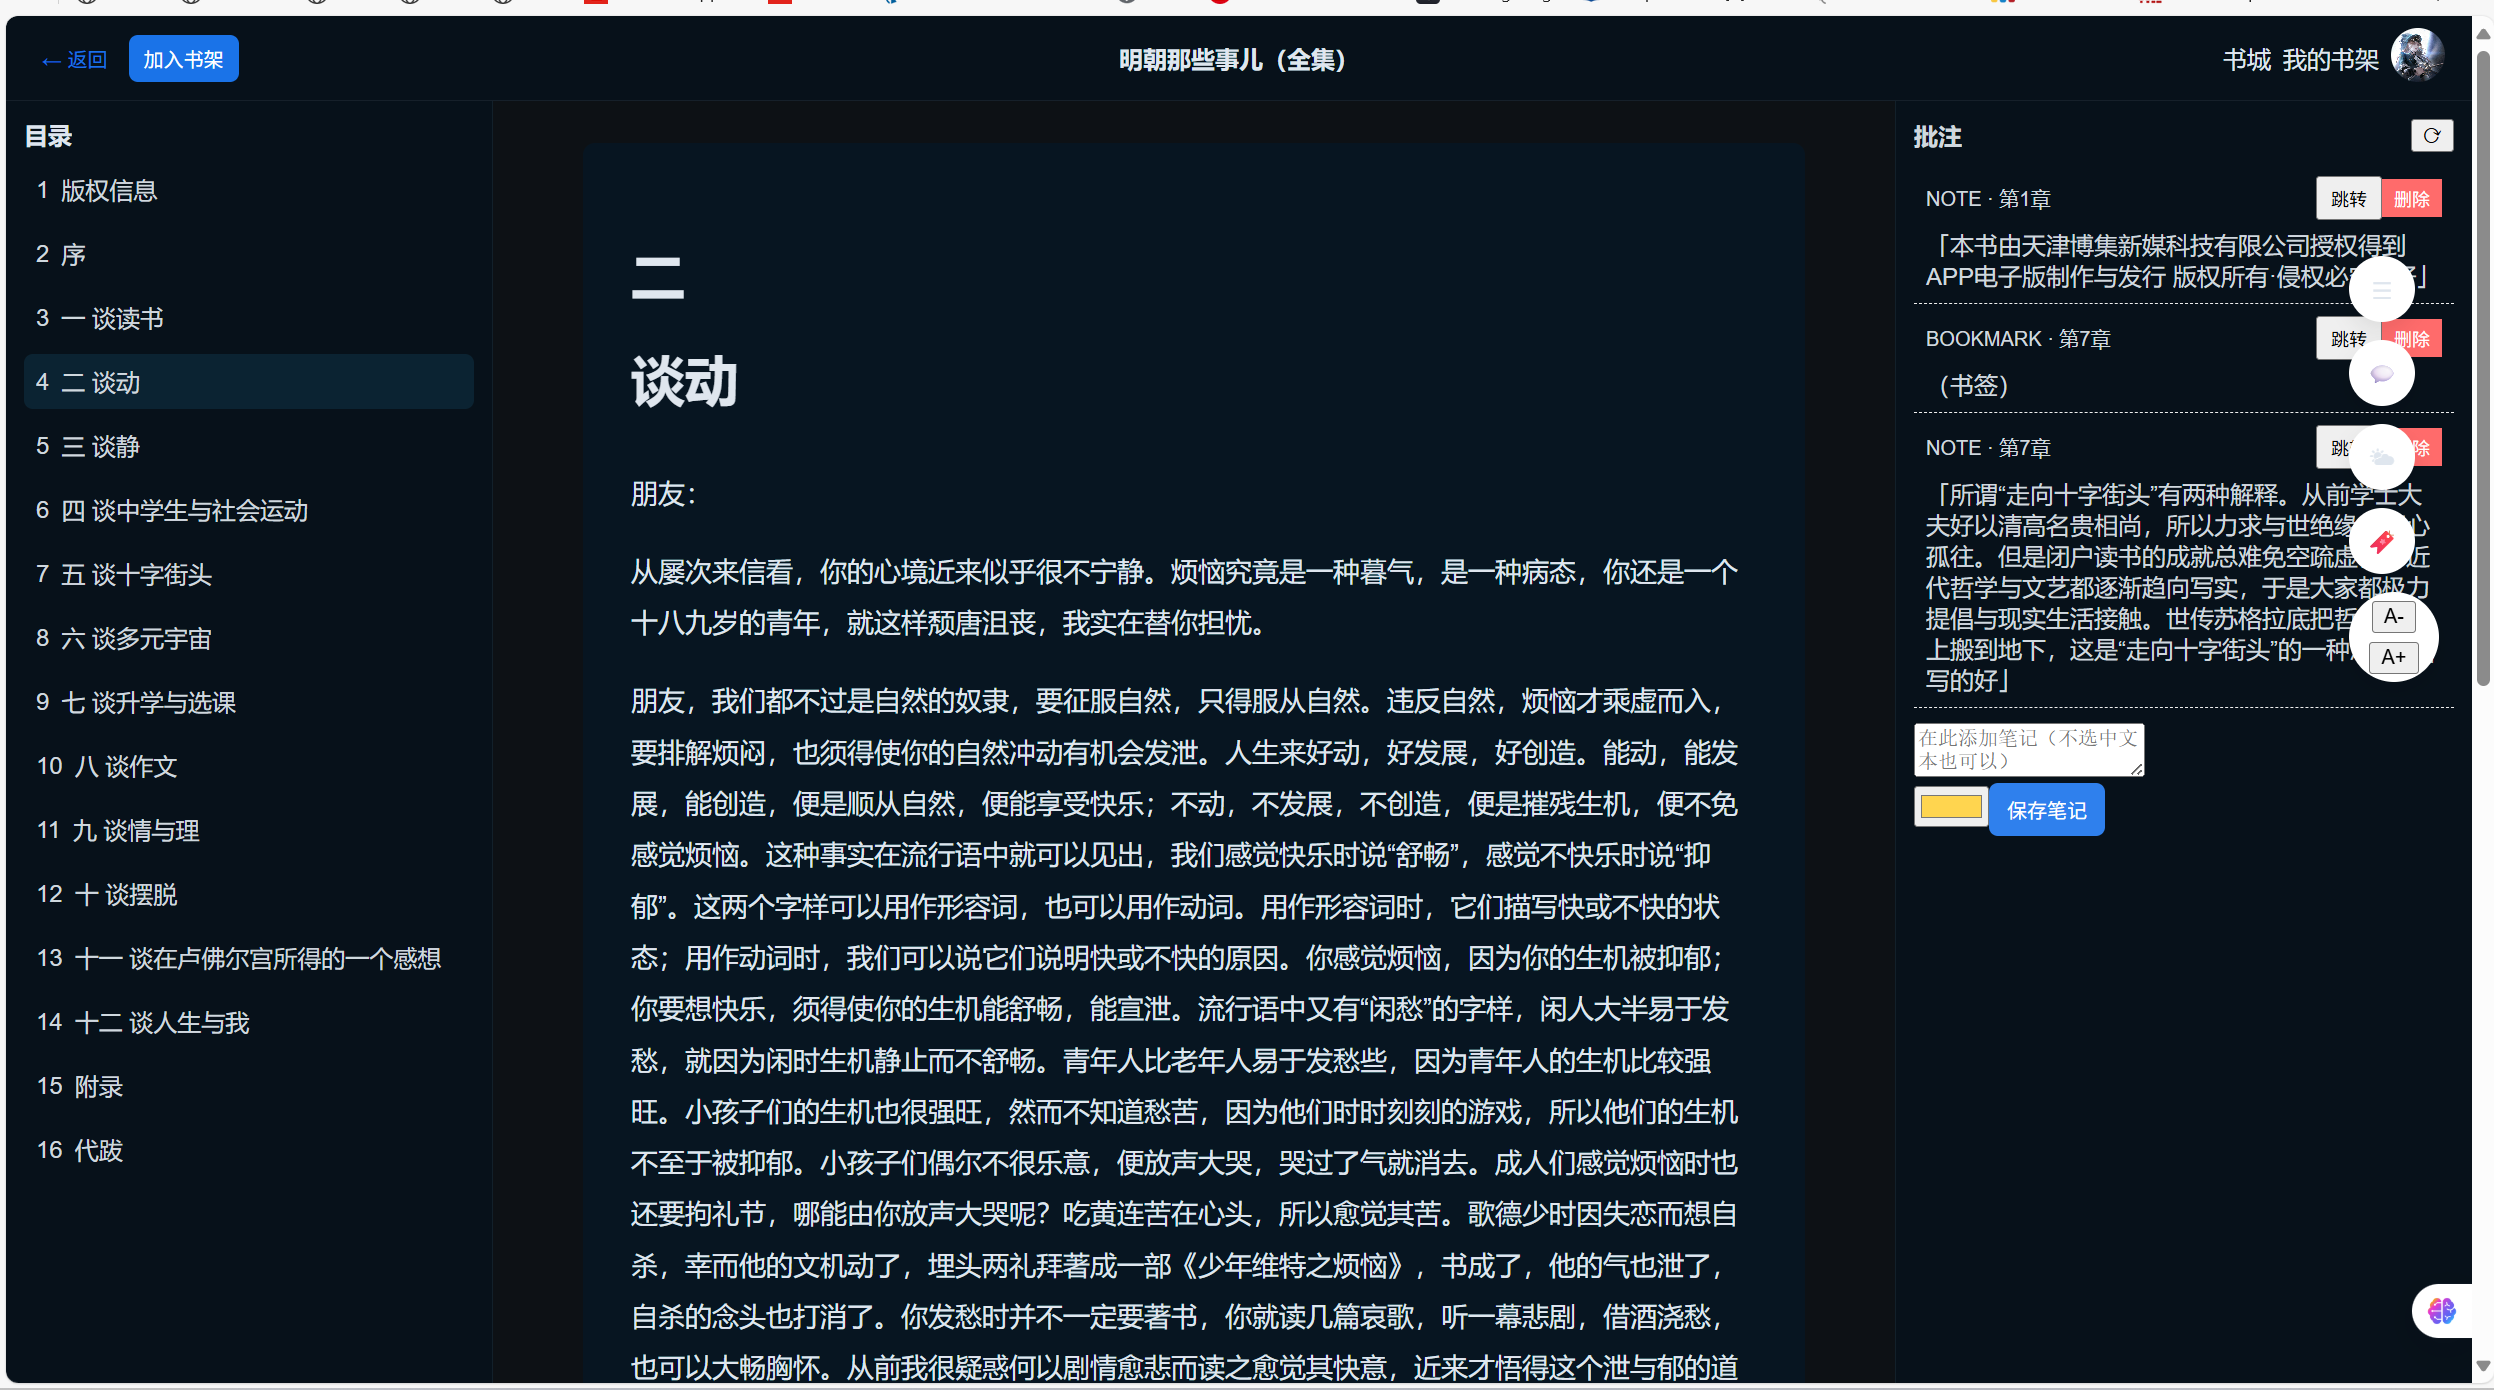 ← 返回
加入书架
明朝那些事儿（全集）
书城 我的书架
目录
1 版权信息
2 序
3 一 谈读书
4 二 谈动
5 三 谈静
6 四 谈中学生与社会运动
7 五 谈十字街头
8 六 谈多元宇宙
9 七 谈升学与选课
10 八 谈作文
11 九 谈情与理
12 十 谈摆脱
13 十一 谈在卢佛尔宫所得的一个感想
14 十二 谈人生与我
15 附录
16 代跋
二
谈动
朋友：
从屡次来信看，你的心境近来似乎很不宁静。烦恼究竟是一种暮气，是一种病态，你还是一个
十八九岁的青年，就这样颓唐沮丧，我实在替你担忧。
朋友，我们都不过是自然的奴隶，要征服自然，只得服从自然。违反自然，烦恼才乘虚而入，
要排解烦闷，也须得使你的自然冲动有机会发泄。人生来好动，好发展，好创造。能动，能发
展，能创造，便是顺从自然，便能享受快乐；不动，不发展，不创造，便是摧残生机，便不免
感觉烦恼。这种事实在流行语中就可以见出，我们感觉快乐时说“舒畅”，感觉不快乐时说“抑
郁”。这两个字样可以用作形容词，也可以用作动词。用作形容词时，它们描写快或不快的状
态；用作动词时，我们可以说它们说明快或不快的原因。你感觉烦恼，因为你的生机被抑郁；
你要想快乐，须得使你的生机能舒畅，能宣泄。流行语中又有“闲愁”的字样，闲人大半易于发
愁，就因为闲时生机静止而不舒畅。青年人比老年人易于发愁些，因为青年人的生机比较强
旺。小孩子们的生机也很强旺，然而不知道愁苦，因为他们时时刻刻的游戏，所以他们的生机
不至于被抑郁。小孩子们偶尔不很乐意，便放声大哭，哭过了气就消去。成人们感觉烦恼时也
还要拘礼节，哪能由你放声大哭呢？吃黄连苦在心头，所以愈觉其苦。歌德少时因失恋而想自
杀，幸而他的文机动了，埋头两礼拜著成一部《少年维特之烦恼》，书成了，他的气也泄了，
自杀的念头也打消了。你发愁时并不一定要著书，你就读几篇哀歌，听一幕悲剧，借酒浇愁，
也可以大畅胸怀。从前我很疑惑何以剧情愈悲而读之愈觉其快意，近来才悟得这个泄与郁的道
批注
NOTE · 第1章
跳转
删除
「本书由天津博集新媒科技有限公司授权得到
APP电子版制作与发行 版权所有·侵权必 」
BOOKMARK · 第7章
跳转
删除
（书签）
NOTE · 第7章
跳
除
「所谓“走向十字街头”有两种解释。从前学士大
夫好以清高名贵相尚，所以力求与世绝缘 心
孤往。但是闭户读书的成就总难免空疏虚 近
代哲学与文艺都逐渐趋向写实，于是大家都极力
提倡与现实生活接触。世传苏格拉底把哲
上搬到地下，这是“走向十字街头”的一种
写的好」
A-
A+
在此添加笔记（不选中文
本也可以）
保存笔记